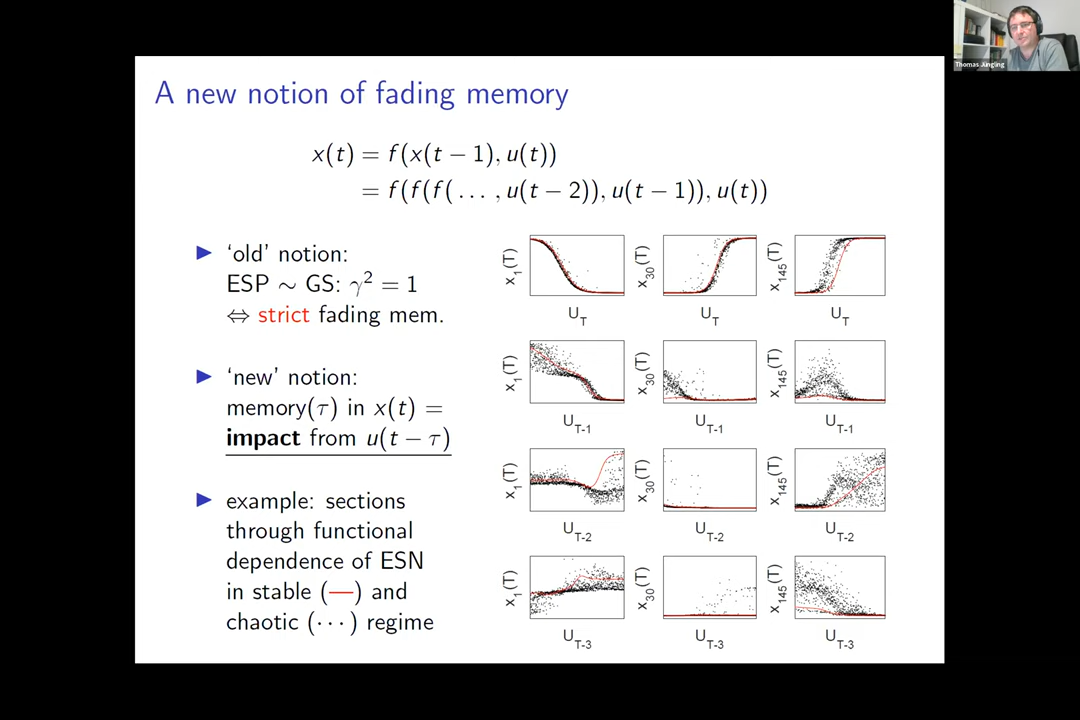 Thomas Jüngling
A new notion of fading memory
x(t) = f(x(t − 1), u(t))
= f(f(f( . . . , u(t − 2)), u(t − 1)), u(t))
▶ ‘old’ notion:
ESP ∼ GS: γ² = 1
⇔ strict fading mem.
▶ ‘new’ notion:
memory(τ) in x(t) =
impact from u(t − τ)
▶ example: sections
through functional
dependence of ESN
in stable (—) and
chaotic (· · ·) regime
x₁(T) x₃₀(T) x₁₄₅(T)
U_T U_T U_T
x₁(T) x₃₀(T) x₁₄₅(T)
U_T-1 U_T-1 U_T-1
x₁(T) x₃₀(T) x₁₄₅(T)
U_T-2 U_T-2 U_T-2
x₁(T) x₃₀(T) x₁₄₅(T)
U_T-3 U_T-3 U_T-3